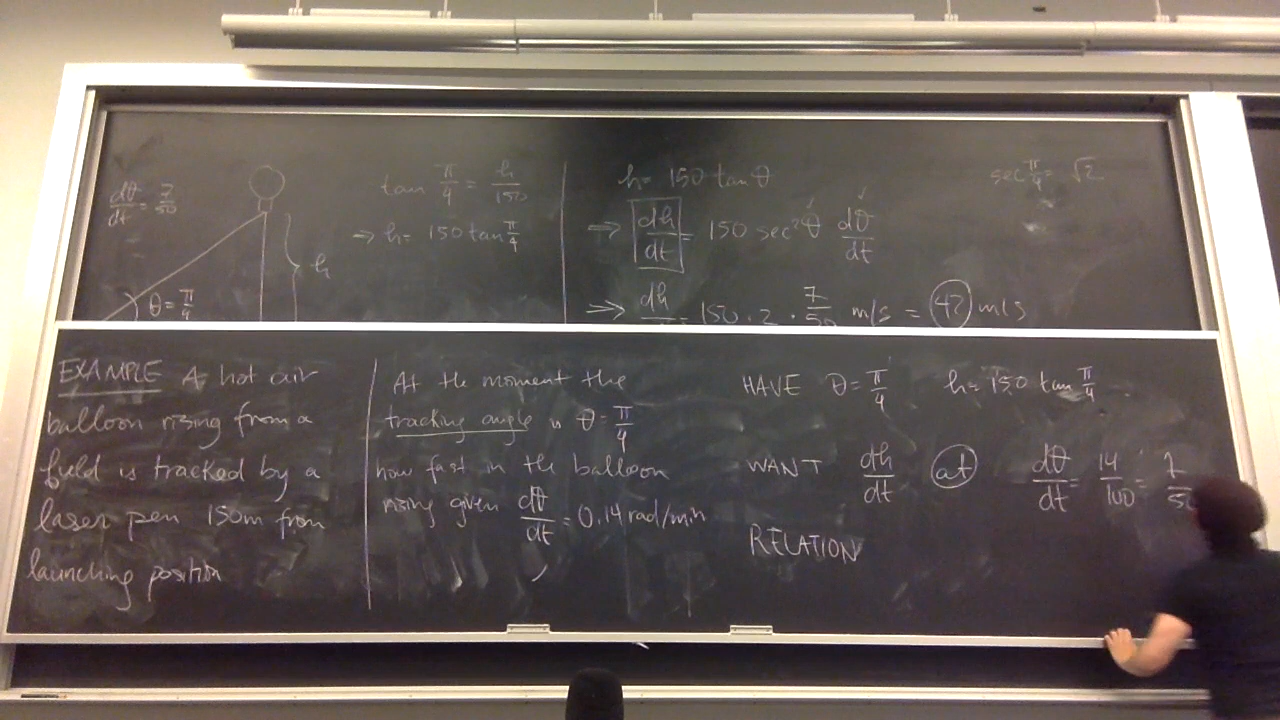 dθ/dt = 7/50
θ = π/4
h
tan π/4 = h/150
⇒ h = 150 tan π/4
h = 150 tan θ
⇒ dh/dt = 150 sec² θ dθ/dt
⇒ dh/ = 150 · 2 · 7/50 m/s = 42 m/s
sec π/4 = √2
EXAMPLE A hot air
balloon rising from a
field is tracked by a
laser pen 150m from
launching position
At the moment the
tracking angle is θ = π/4
how fast in the balloon
rising given dθ/dt = 0.14 rad/min
HAVE θ = π/4 h = 150 tan π/4
WANT dh/dt at dθ/dt = 14/100 = 7/5
RELATION